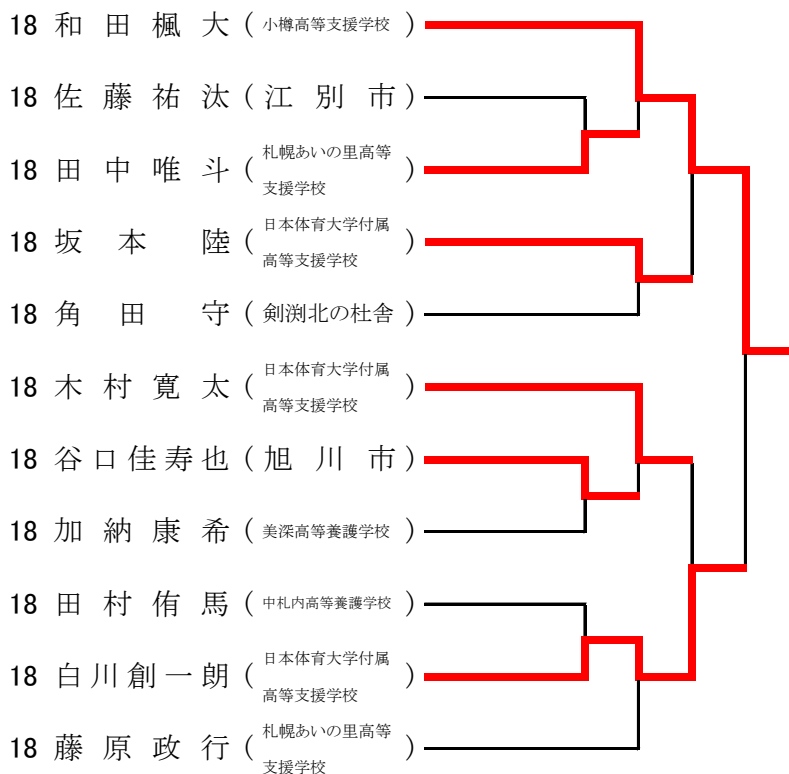 18 和田楓大 (小樽高等支援学校)
18 佐藤祐汰 (江別市)
18 田中唯斗 (札幌あいの里高等
支援学校)
18 坂本陸 (日本体育大学付属
高等支援学校)
18 角田守 (剣渕北の杜舎)
18 木村寛太 (日本体育大学付属
高等支援学校)
18 谷口佳寿也 (旭川市)
18 加納康希 (美深高等養護学校)
18 田村侑馬 (中札内高等養護学校)
18 白川創一朗 (日本体育大学付属
高等支援学校)
18 藤原政行 (札幌あいの里高等
支援学校)